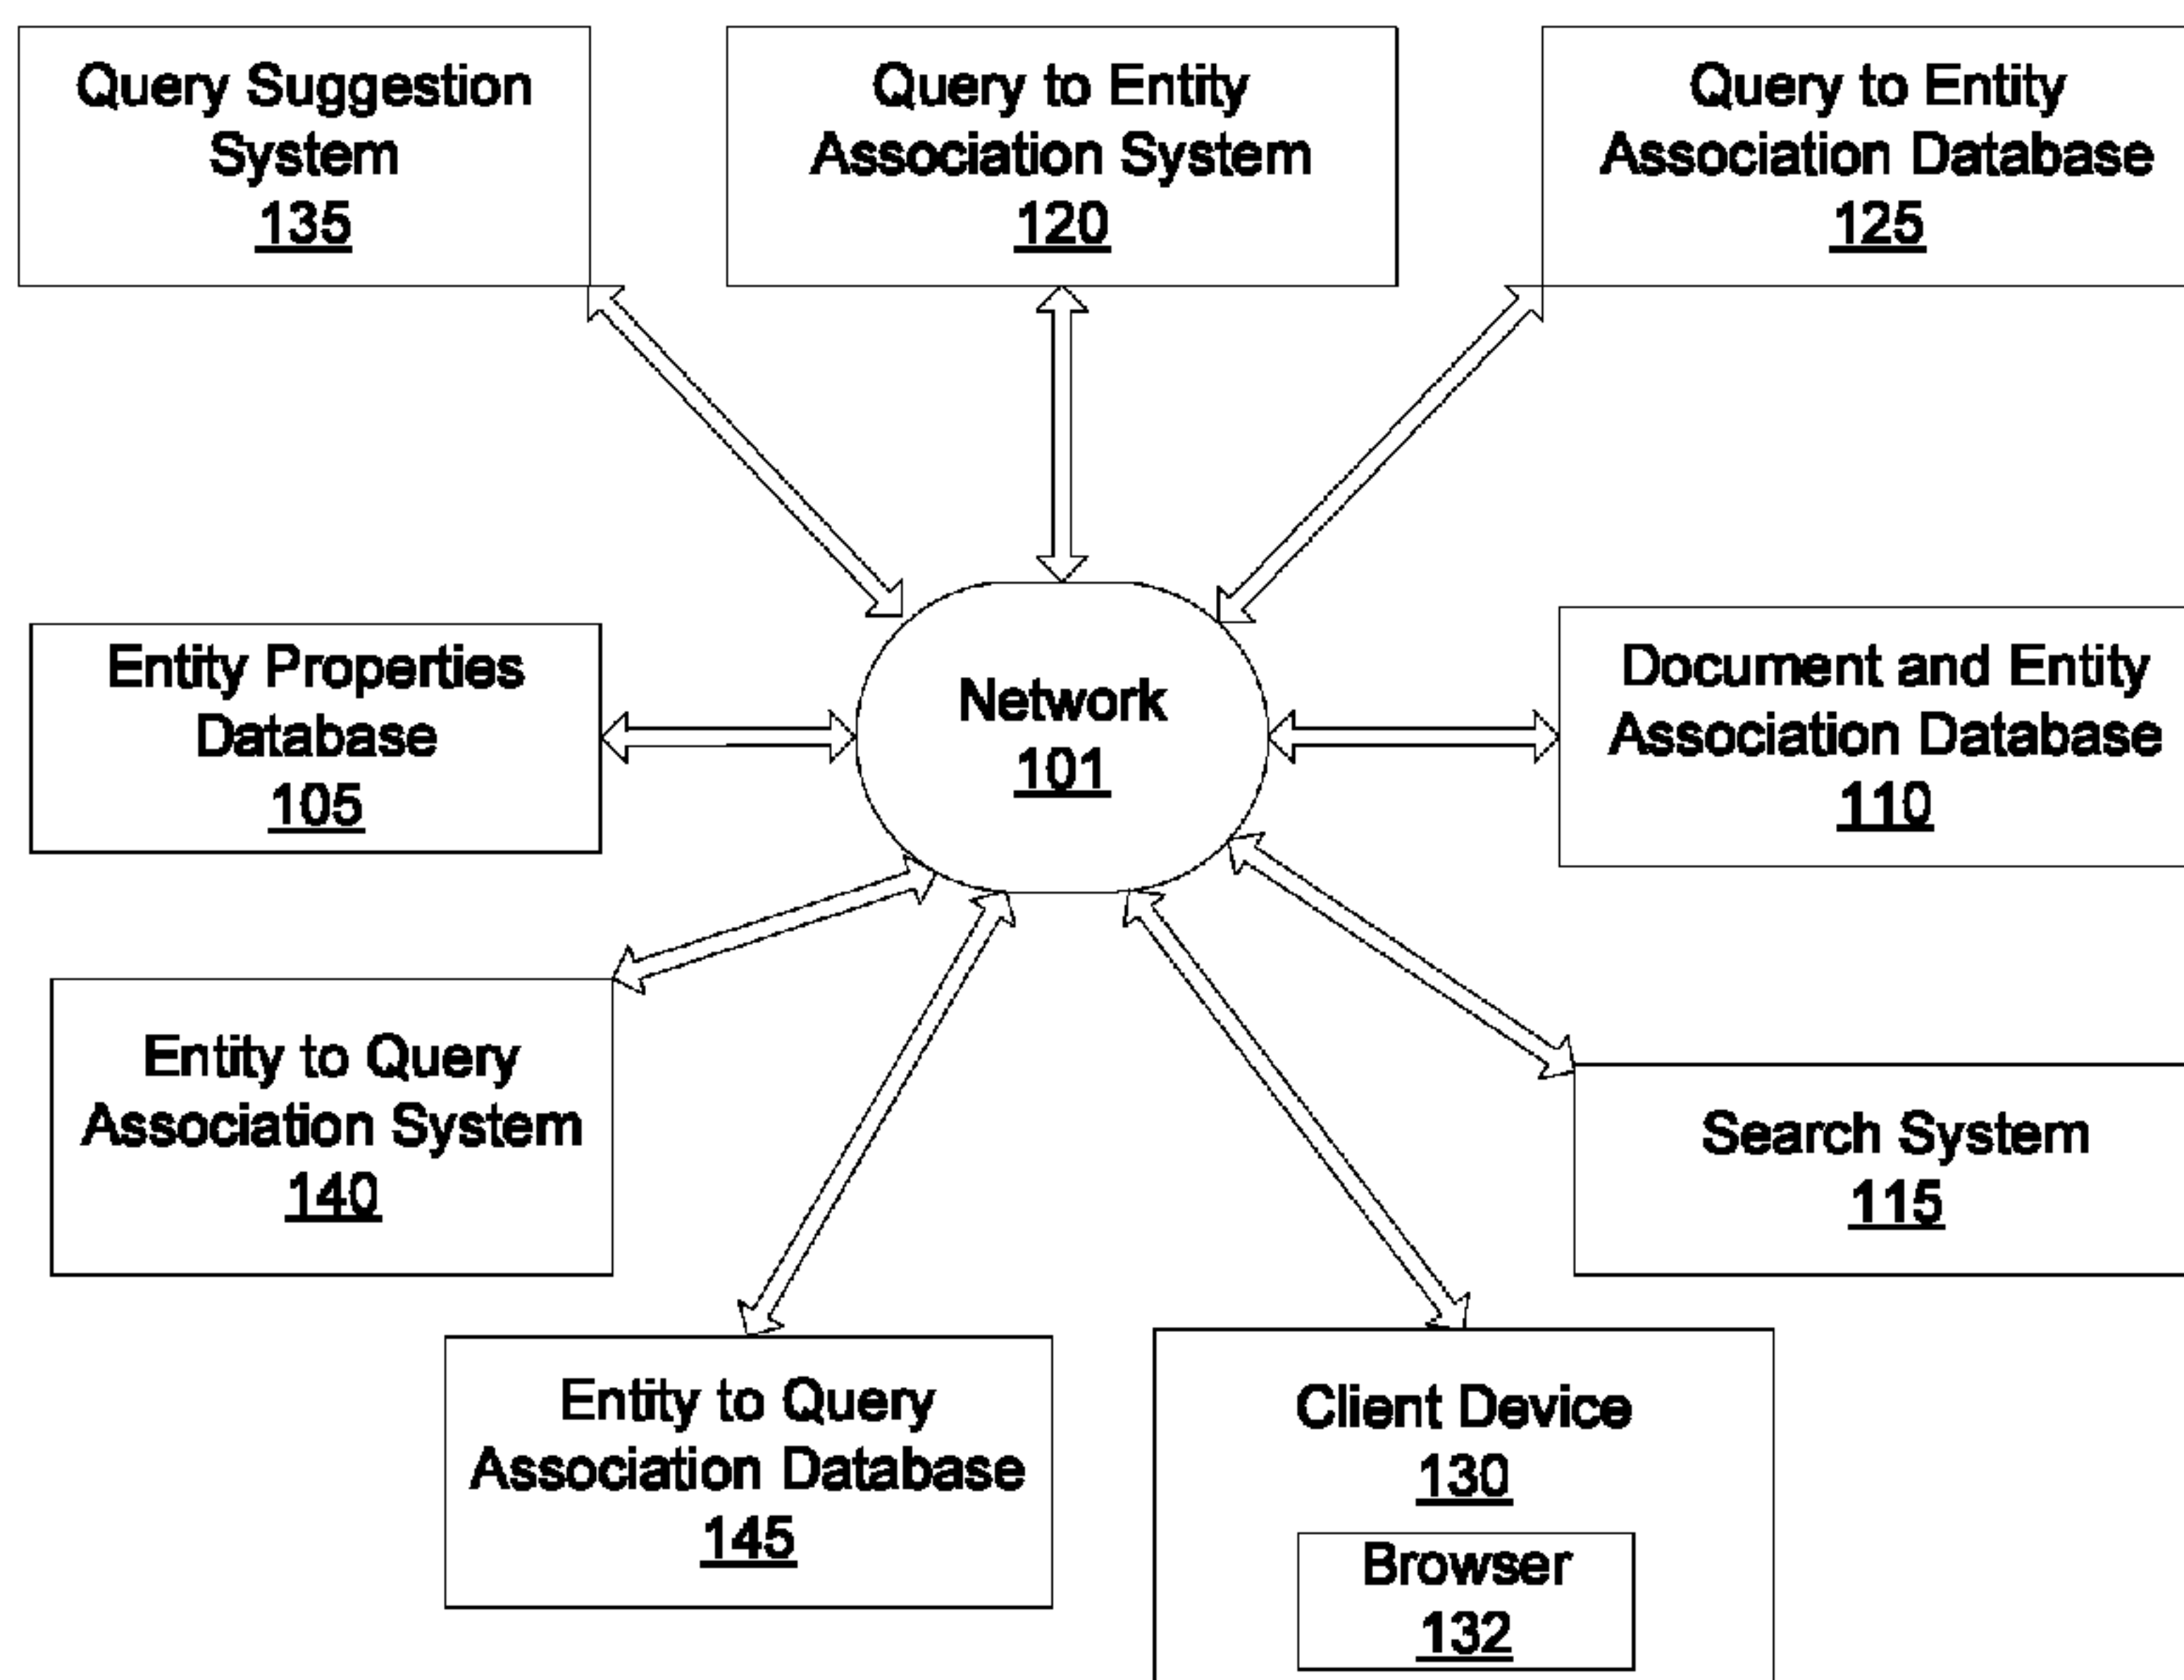 Query Suggestion
System
135
Query to Entity
Association System
120
Query to Entity
Association Database
125
Entity Properties
Database
105
Network
101
Document and Entity
Association Database
110
Entity to Query
Association System
140
Search System
115
Entity to Query
Association Database
145
Client Device
130
Browser
132